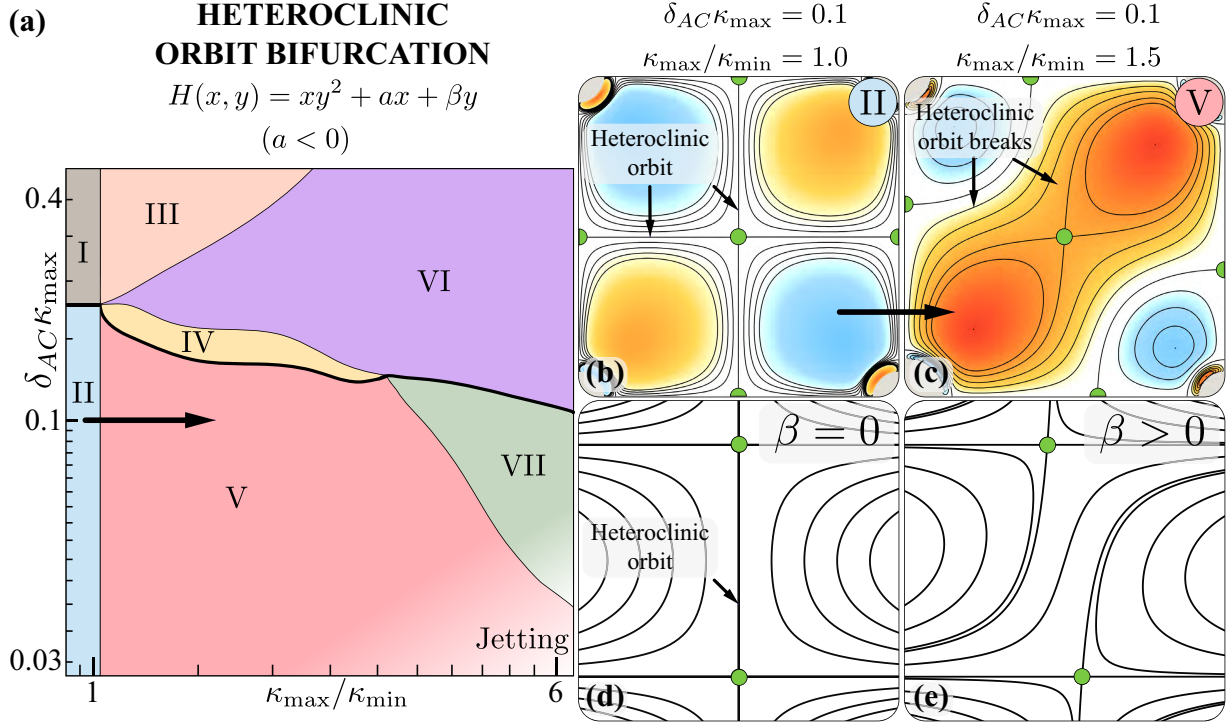 (a)
HETEROCLINIC
ORBIT BIFURCATION
H(x, y) = xy² + ax + βy
(a < 0)
δ_AC κ_max
0.4
0.1
0.03
I
II
III
IV
V
VI
VII
Jetting
1
κ_max/κ_min
6
δ_AC κ_max = 0.1
κ_max/κ_min = 1.0
II
Heteroclinic
orbit
(b)
δ_AC κ_max = 0.1
κ_max/κ_min = 1.5
V
Heteroclinic
orbit breaks
(c)
β = 0
Heteroclinic
orbit
(d)
β > 0
(e)